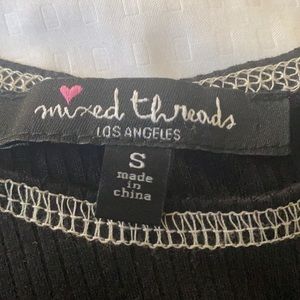 mixed threads
LOS ANGELES
S
made in
china